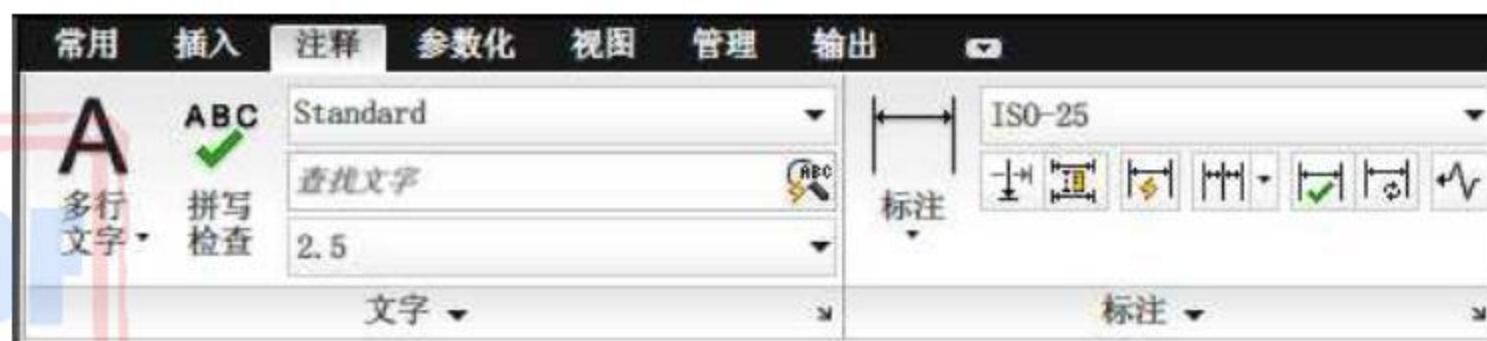 常用 插入 注释 参数化 视图 管理 输出
A ABC Standard ISO-25
查找文字 ABC
多行 拼写 标注
文字 检查 2.5
文字 标注